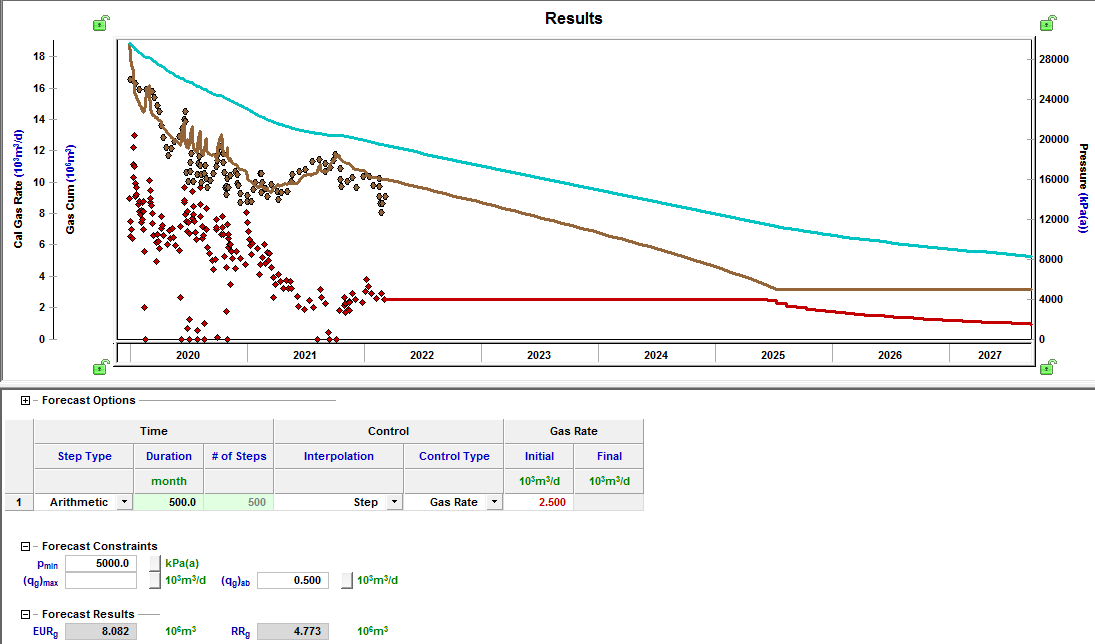 Results
18
16
14
12
10
8
6
4
2
0
Cal Gas Rate (10³m³/d)
Gas Cum (10⁶m³)
28000
24000
20000
16000
12000
8000
4000
0
Pressure (kPa(a))
2020 2021 2022 2023 2024 2025 2026 2027
Forecast Options
Time Control Gas Rate
Step Type Duration # of Steps Interpolation Control Type Initial Final
month 10³m³/d 10³m³/d
1 Arithmetic 500.0 500 Step Gas Rate 2.500
Forecast Constraints
pmin 5000.0 kPa(a)
(qg)max 10³m³/d (qg)ab 0.500 10³m³/d
Forecast Results
EURg 8.082 10⁶m³ RRg 4.773 10⁶m³